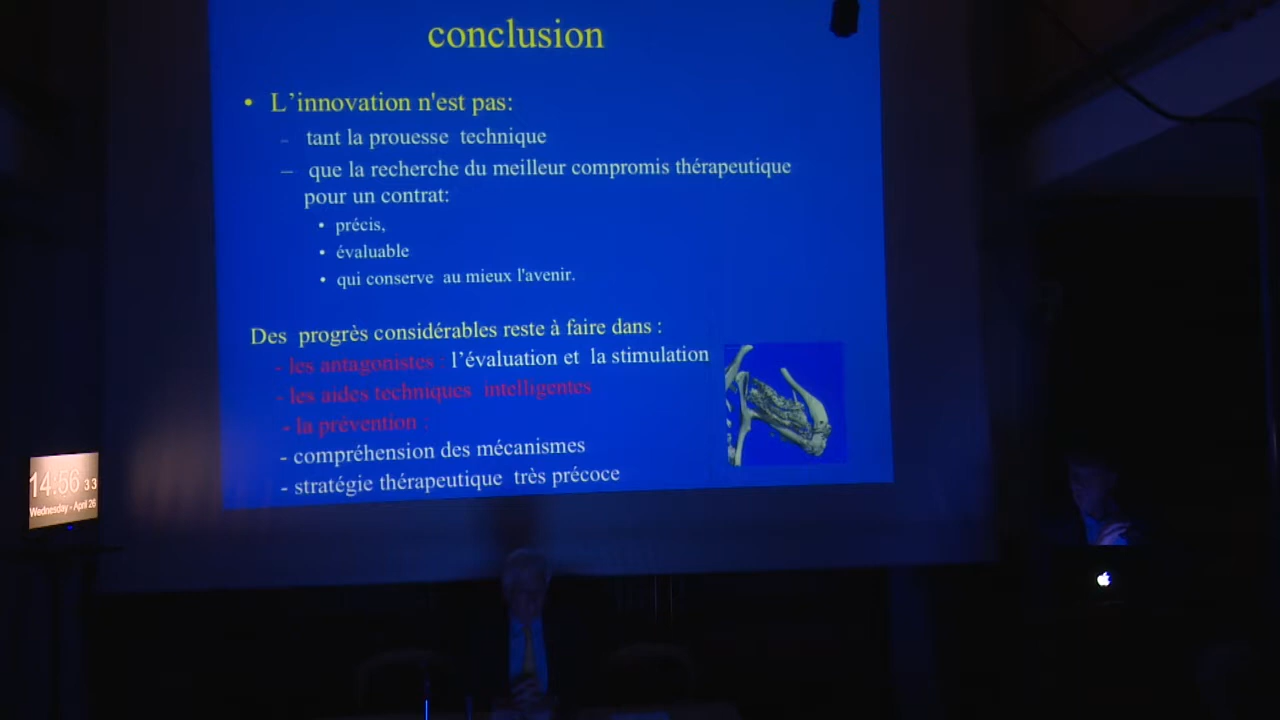 conclusion
• L'innovation n'est pas:
- tant la prouesse technique
– que la recherche du meilleur compromis thérapeutique
pour un contrat:
• précis,
• évaluable
• qui conserve au mieux l'avenir.
Des progrès considérables reste à faire dans :
- les antagonistes : l'évaluation et la stimulation
- les aides techniques intelligentes
- la prévention :
- compréhension des mécanismes
- stratégie thérapeutique très précoce
14:56 33
Wednesday - April 26